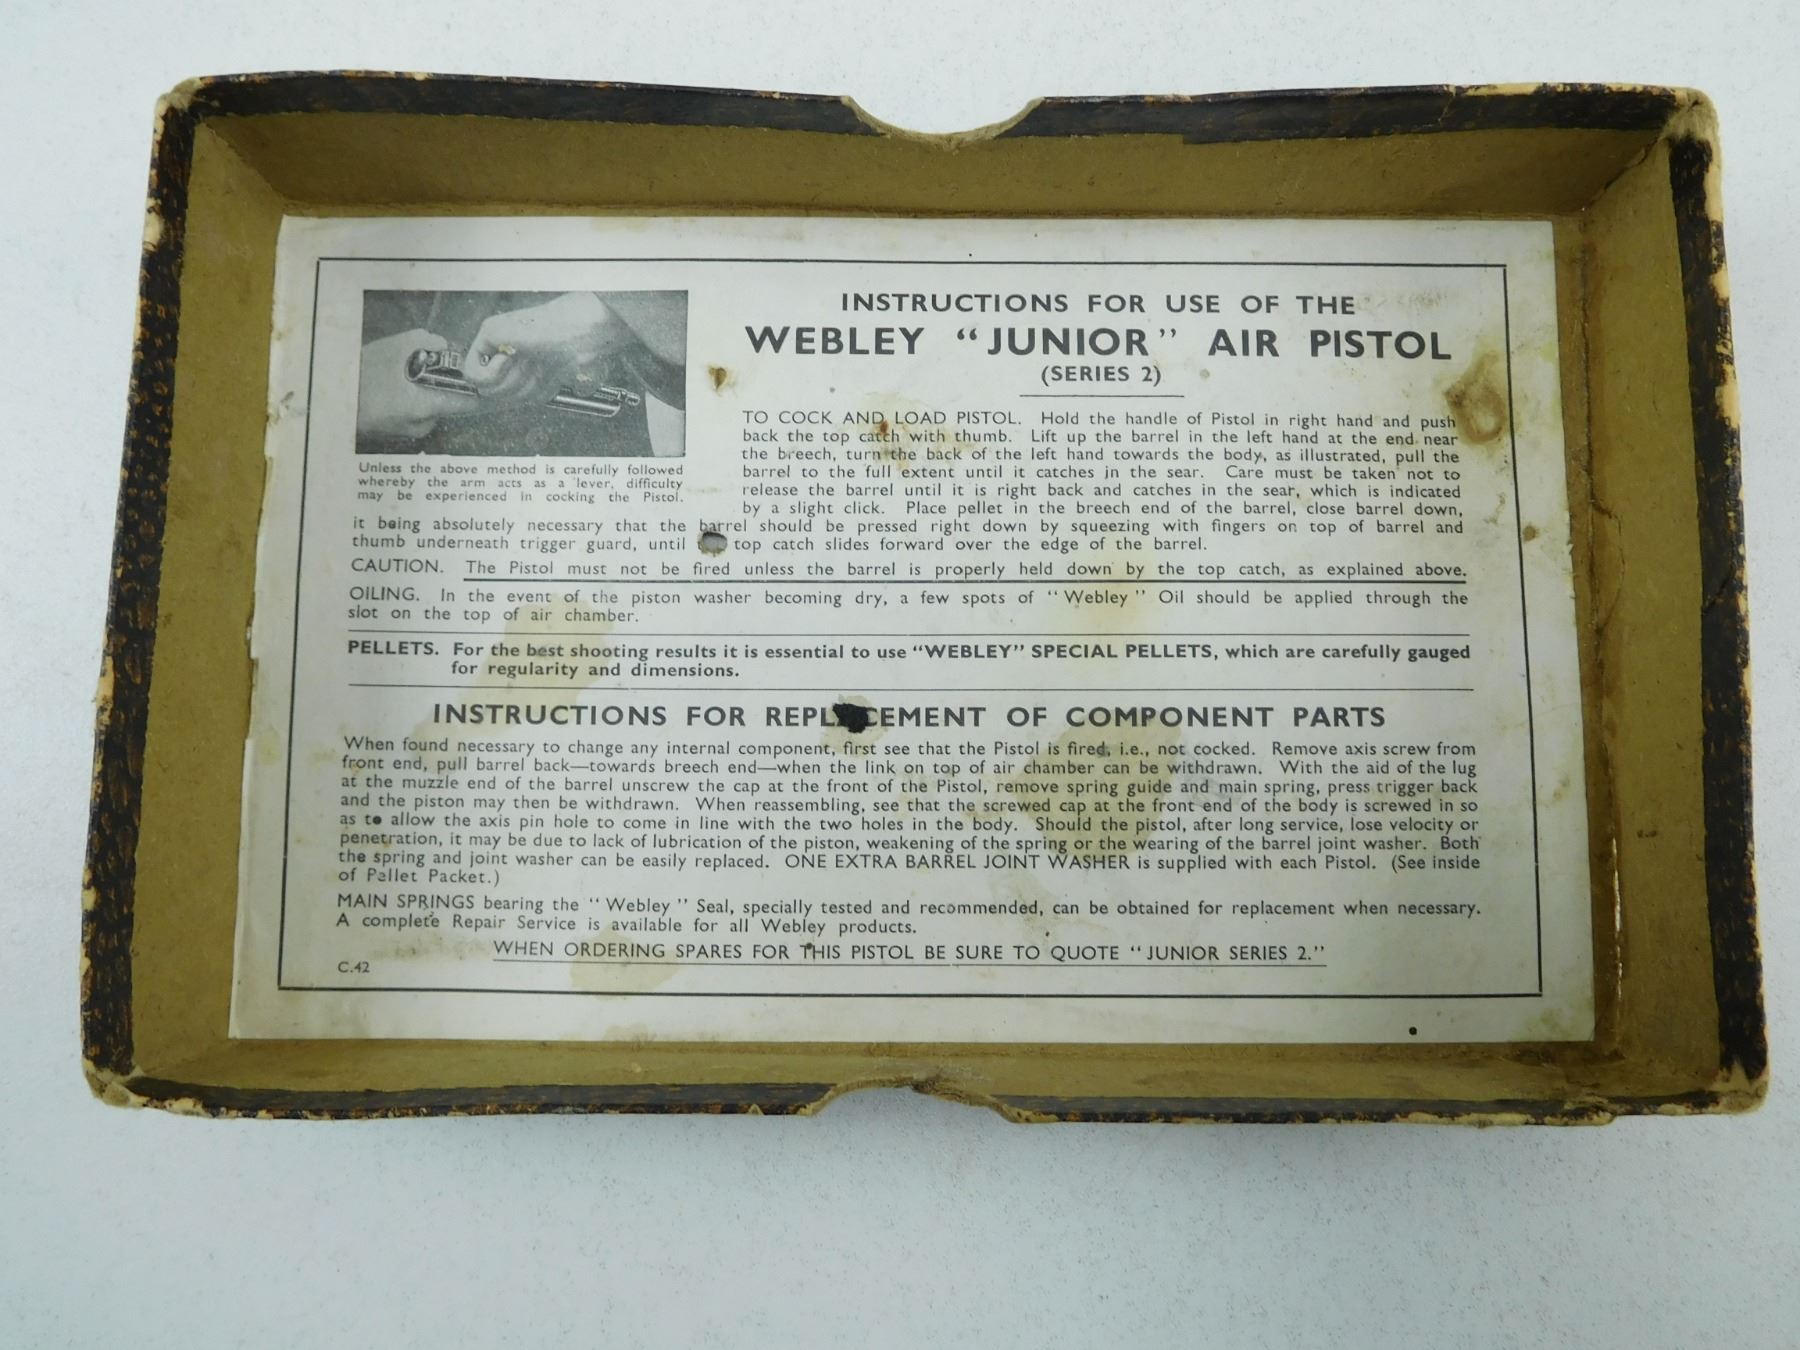 INSTRUCTIONS FOR USE OF THE
WEBLEY “JUNIOR” AIR PISTOL
(SERIES 2)
Unless the above method is carefully followed
whereby the arm acts as a lever, difficulty
may be experienced in cocking the Pistol.
TO COCK AND LOAD PISTOL. Hold the handle of Pistol in right hand and push
back the top catch with thumb. Lift up the barrel in the left hand at the end near
the breech, turn the back of the left hand towards the body, as illustrated, pull the
barrel to the full extent until it catches in the sear. Care must be taken not to
release the barrel until it is right back and catches in the sear, which is indicated
by a slight click. Place pellet in the breech end of the barrel, close barrel down,
it being absolutely necessary that the barrel should be pressed right down by squeezing with fingers on top of barrel and
thumb underneath trigger guard, until top catch slides forward over the edge of the barrel.
CAUTION. The Pistol must not be fired unless the barrel is properly held down by the top catch, as explained above.
OILING. In the event of the piston washer becoming dry, a few spots of “Webley” Oil should be applied through the
slot on the top of air chamber.
PELLETS. For the best shooting results it is essential to use “WEBLEY” SPECIAL PELLETS, which are carefully gauged
for regularity and dimensions.
INSTRUCTIONS FOR REPLACEMENT OF COMPONENT PARTS
When found necessary to change any internal component, first see that the Pistol is fired, i.e., not cocked. Remove axis screw from
front end, pull barrel back—towards breech end—when the link on top of air chamber can be withdrawn. With the aid of the lug
at the muzzle end of the barrel unscrew the cap at the front of the Pistol, remove spring guide and main spring, press trigger back
and the piston may then be withdrawn. When reassembling, see that the screwed cap at the front end of the body is screwed in so
as to allow the axis pin hole to come in line with the two holes in the body. Should the pistol, after long service, lose velocity or
penetration, it may be due to lack of lubrication of the piston, weakening of the spring or the wearing of the barrel joint washer. Both
the spring and joint washer can be easily replaced. ONE EXTRA BARREL JOINT WASHER is supplied with each Pistol. (See inside
of Pellet Packet.)
MAIN SPRINGS bearing the “Webley” Seal, specially tested and recommended, can be obtained for replacement when necessary.
A complete Repair Service is available for all Webley products.
WHEN ORDERING SPARES FOR THIS PISTOL BE SURE TO QUOTE “JUNIOR SERIES 2.”
C.42